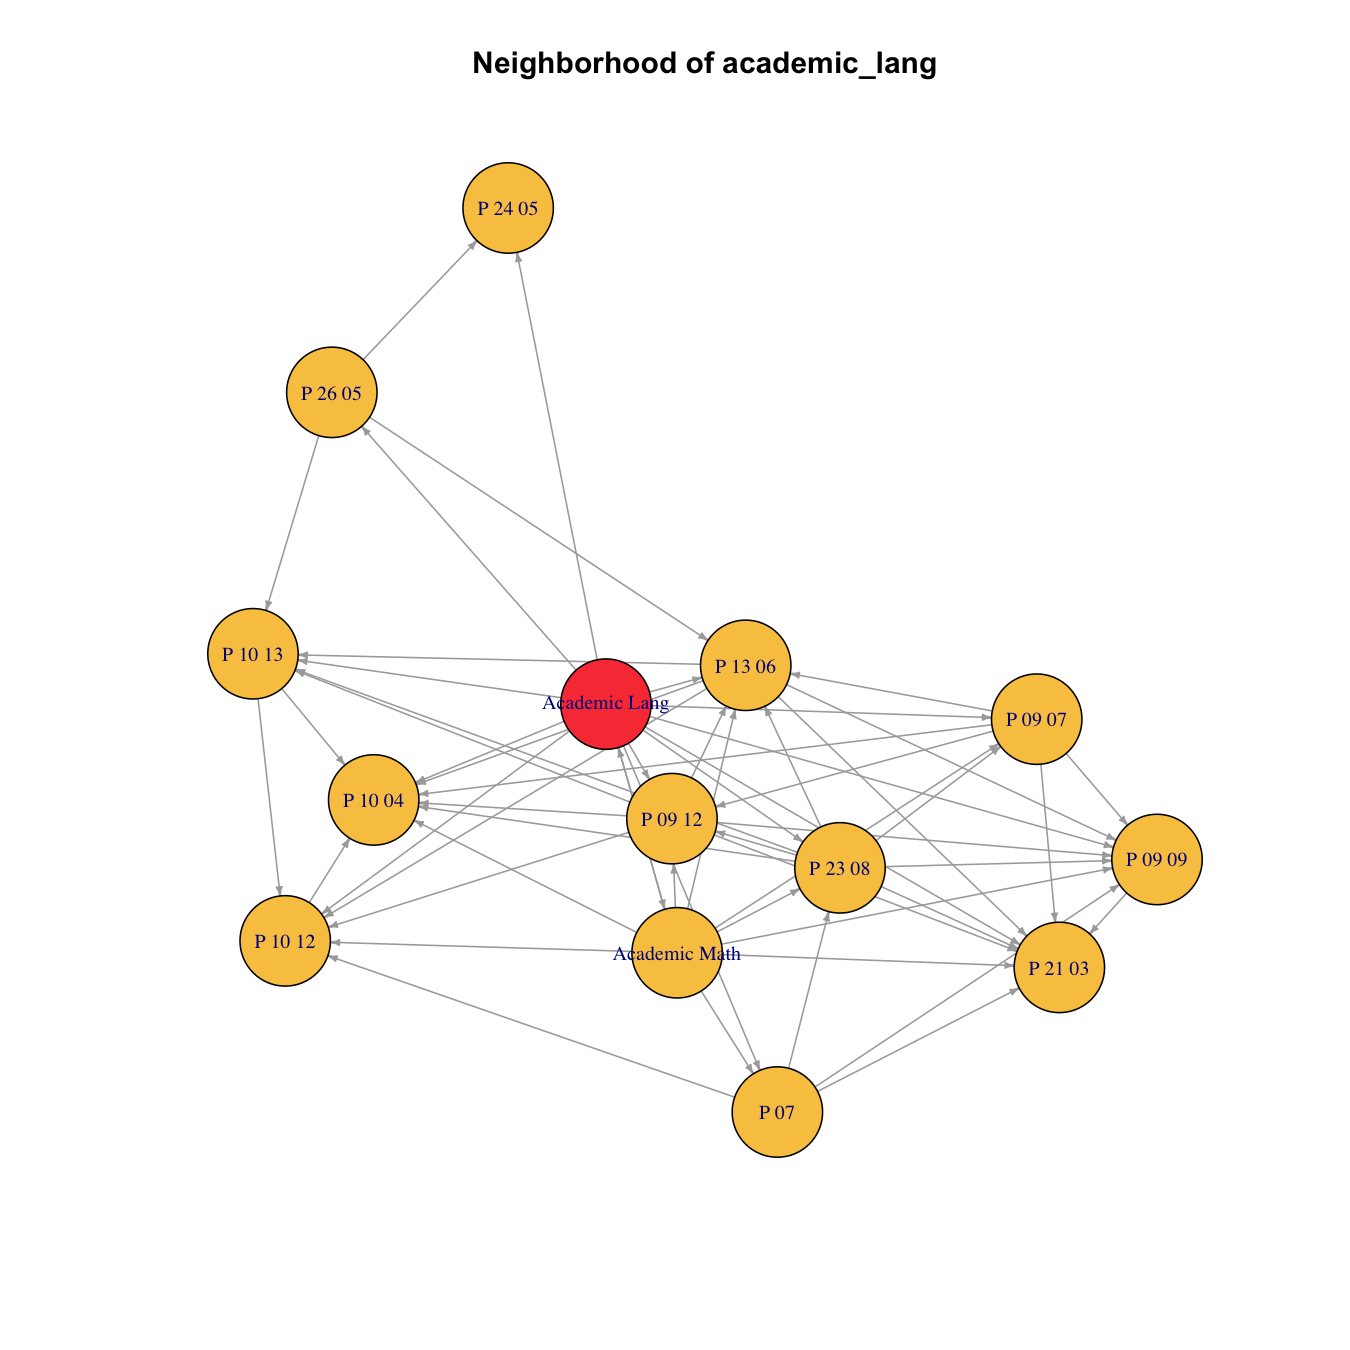 Neighborhood of academic_lang
P 24 05
P 26 05
P 10 13
P 13 06
Academic Lang
P 09 07
P 10 04
P 09 12
P 23 08
P 09 09
P 10 12
Academic Math
P 21 03
P 07